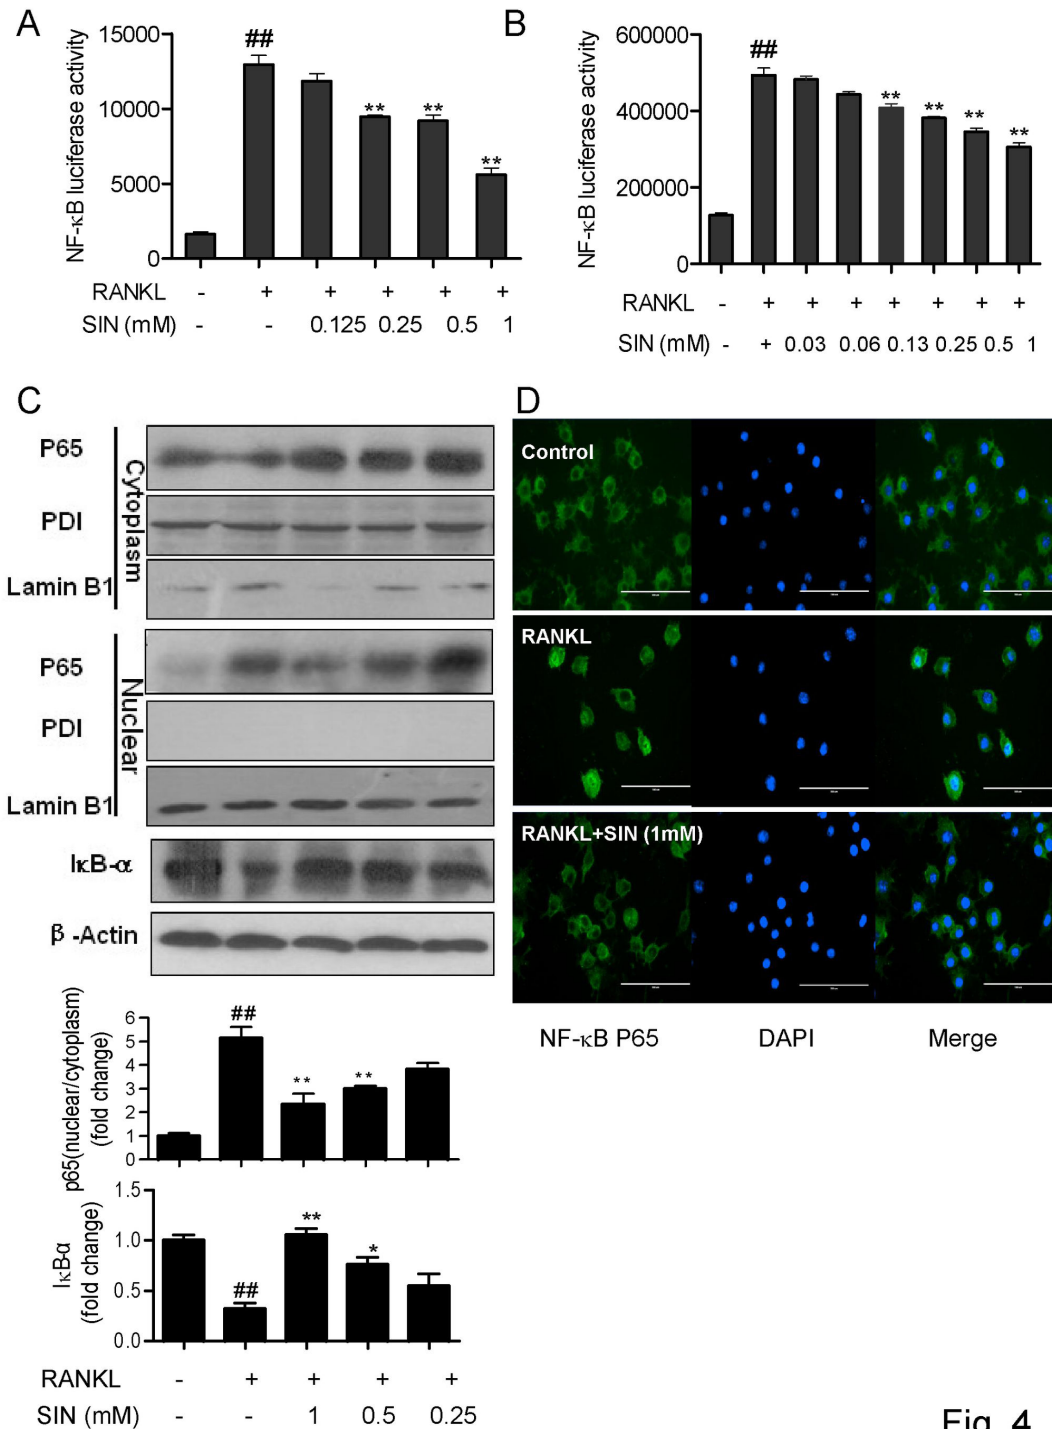 A
NF-κB luciferase activity
15000
10000
5000
0
##
**
**
**
RANKL - + + + + +
SIN (mM) - - 0.125 0.25 0.5 1
B
NF-κB luciferase activity
600000
400000
200000
0
##
**
**
**
**
RANKL - + + + + + + +
SIN (mM) - + 0.03 0.06 0.13 0.25 0.5 1
C
Cytoplasm
P65
PDI
Lamin B1
Nuclear
P65
PDI
Lamin B1
IκB-α
β-Actin
p65(nuclear/cytoplasm)
(fold change)
6
5
4
3
2
1
0
##
**
**
IκB-α
(fold change)
1.5
1.0
0.5
0.0
##
**
*
RANKL - + + + +
SIN (mM) - - 1 0.5 0.25
D
Control
RANKL
RANKL+SIN (1mM)
NF-κB P65 DAPI Merge
Fig. 4